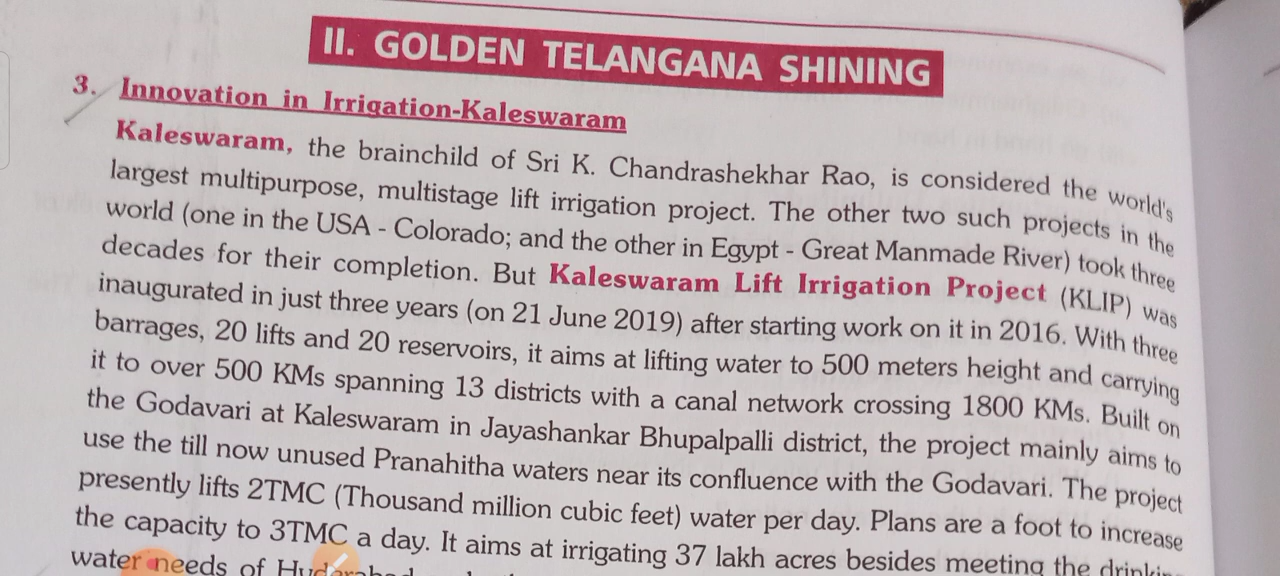 II. GOLDEN TELANGANA SHINING
3. Innovation in Irrigation-Kaleswaram
Kaleswaram, the brainchild of Sri K. Chandrashekhar Rao, is considered the world's
largest multipurpose, multistage lift irrigation project. The other two such projects in the
world (one in the USA - Colorado; and the other in Egypt - Great Manmade River) took three
decades for their completion. But Kaleswaram Lift Irrigation Project (KLIP) was
inaugurated in just three years (on 21 June 2019) after starting work on it in 2016. With three
barrages, 20 lifts and 20 reservoirs, it aims at lifting water to 500 meters height and carrying
it to over 500 KMs spanning 13 districts with a canal network crossing 1800 KMs. Built on
the Godavari at Kaleswaram in Jayashankar Bhupalpalli district, the project mainly aims to
use the till now unused Pranahitha waters near its confluence with the Godavari. The project
presently lifts 2TMC (Thousand million cubic feet) water per day. Plans are a foot to increase
the capacity to 3TMC a day. It aims at irrigating 37 lakh acres besides meeting the
water needs of